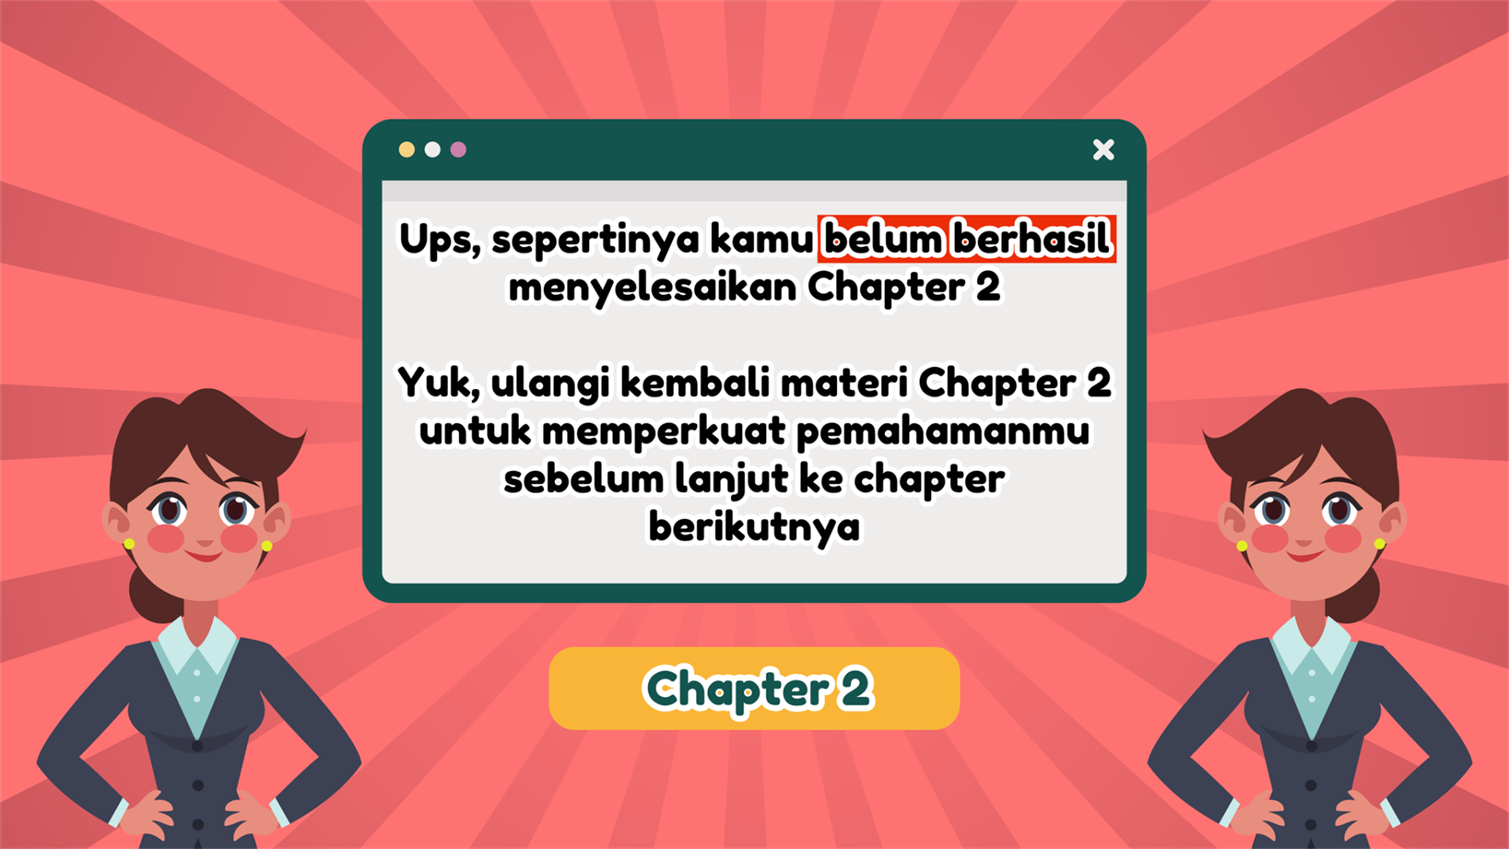 Ups, sepertinya kamu belum berhasil
menyelesaikan Chapter 2
Yuk, ulangi kembali materi Chapter 2
untuk memperkuat pemahamanmu
sebelum lanjut ke chapter
berikutnya
Chapter 2